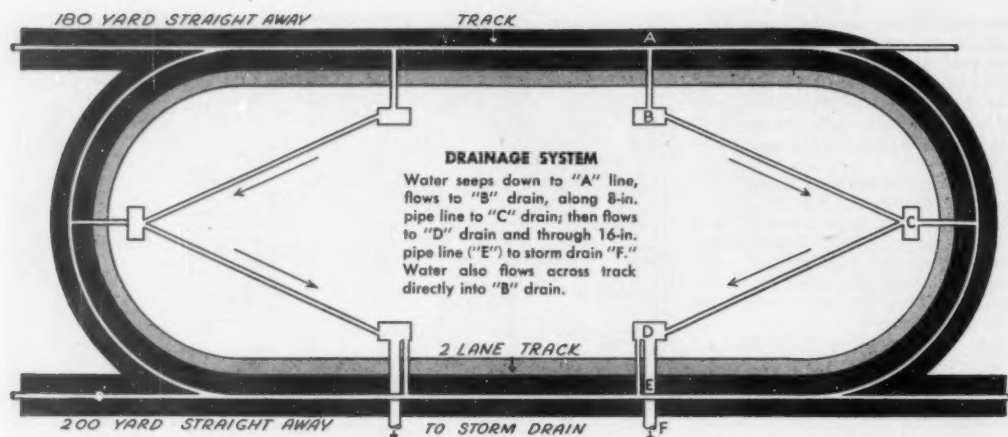 180 YARD STRAIGHT AWAY
TRACK
A
B
DRAINAGE SYSTEM
Water seeps down to "A" line,
flows to "B" drain, along 8-in.
pipe line to "C" drain; then flows
to "D" drain and through 16-in.
pipe line ("E") to storm drain "F."
Water also flows across track
directly into "B" drain.
C
D
2 LANE TRACK
E
200 YARD STRAIGHT AWAY
TO STORM DRAIN
F